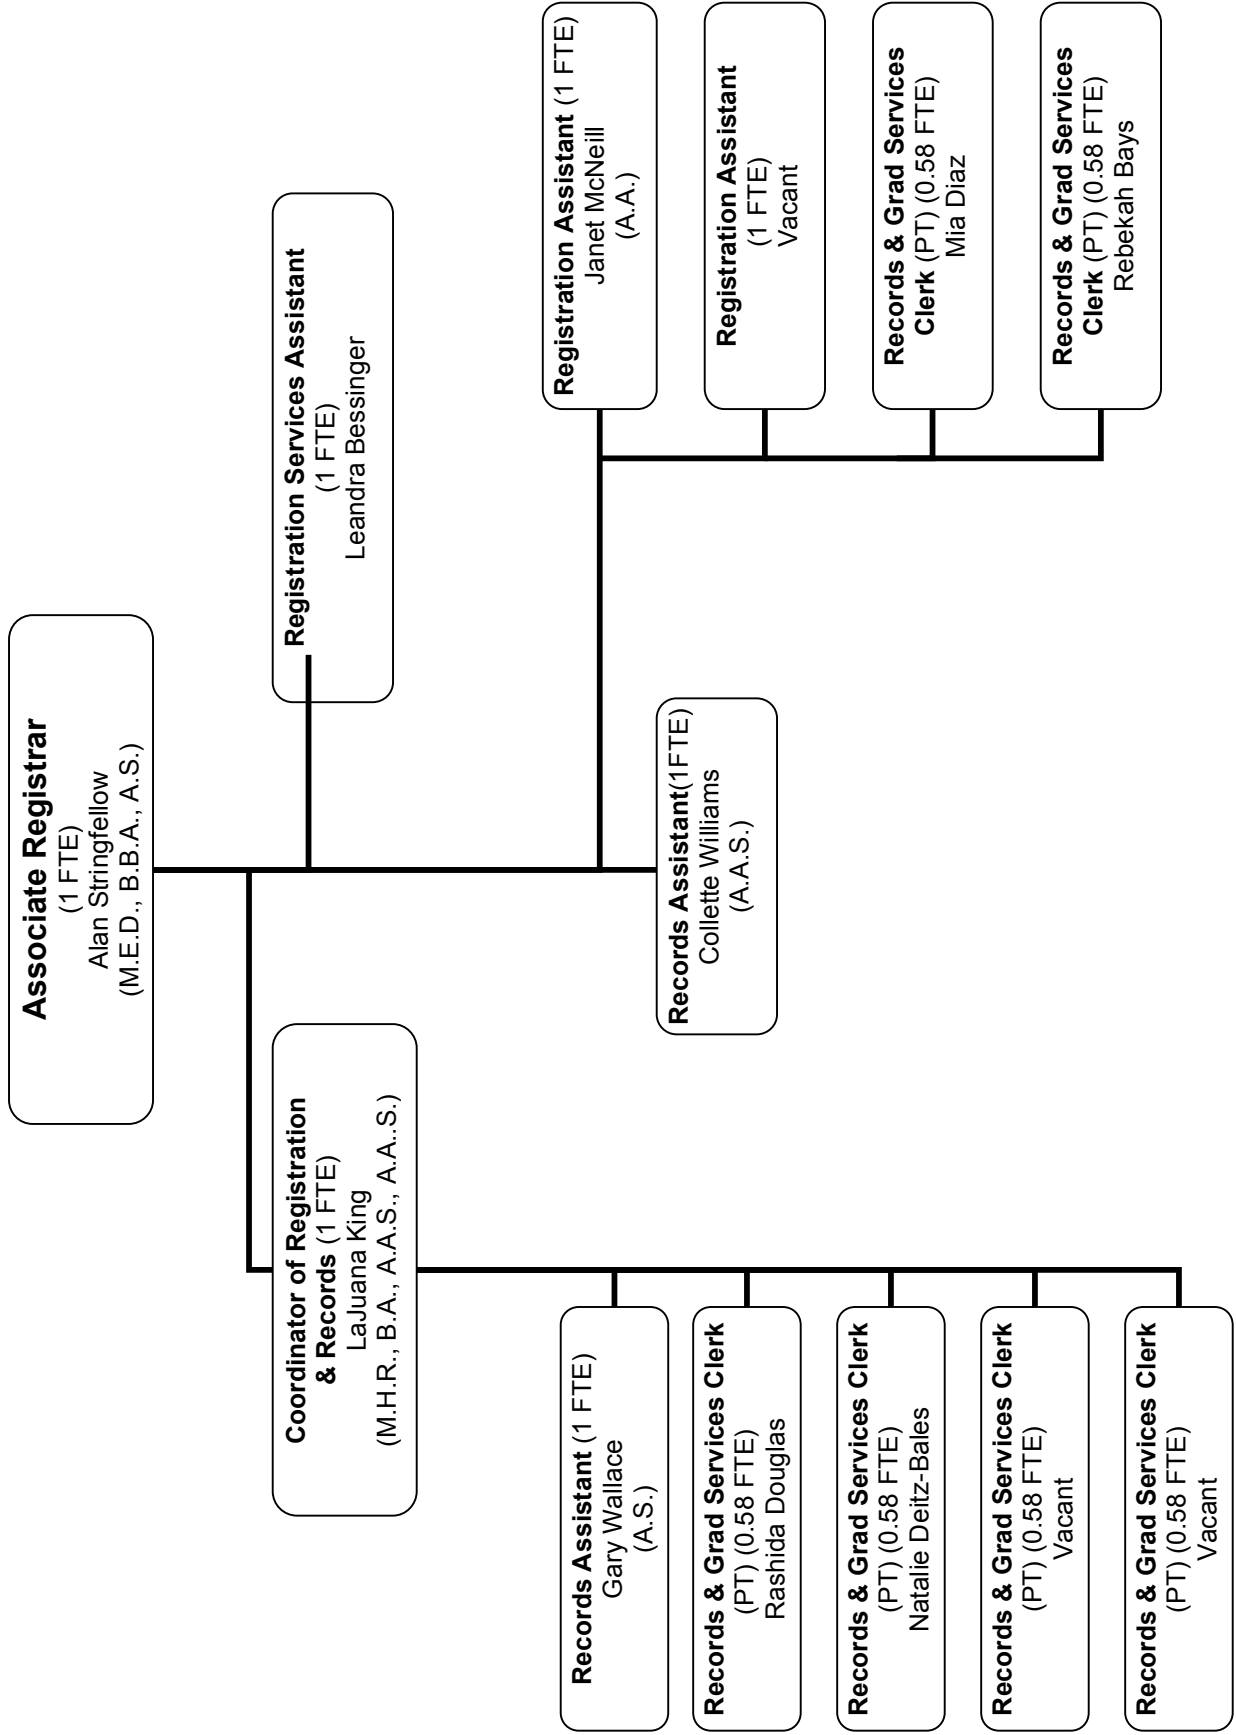 Associate Registrar
(1 FTE)
Alan Stringfellow
(M.E.D., B.B.A., A.S.)
Coordinator of Registration
& Records (1 FTE)
LaJuana King
(M.H.R., B.A., A.A.S., A.A..S.)
Registration Services Assistant
(1 FTE)
Leandra Bessinger
Records Assistant (1 FTE)
Gary Wallace
(A.S.)
Records & Grad Services Clerk
(PT) (0.58 FTE)
Rashida Douglas
Records & Grad Services Clerk
(PT) (0.58 FTE)
Natalie Deitz-Bales
Records & Grad Services Clerk
(PT) (0.58 FTE)
Vacant
Records & Grad Services Clerk
(PT) (0.58 FTE)
Vacant
Records Assistant(1FTE)
Collette Williams
(A.A.S.)
Registration Assistant (1 FTE)
Janet McNeill
(A.A.)
Registration Assistant
(1 FTE)
Vacant
Records & Grad Services
Clerk (PT) (0.58 FTE)
Mia Diaz
Records & Grad Services
Clerk (PT) (0.58 FTE)
Rebekah Bays